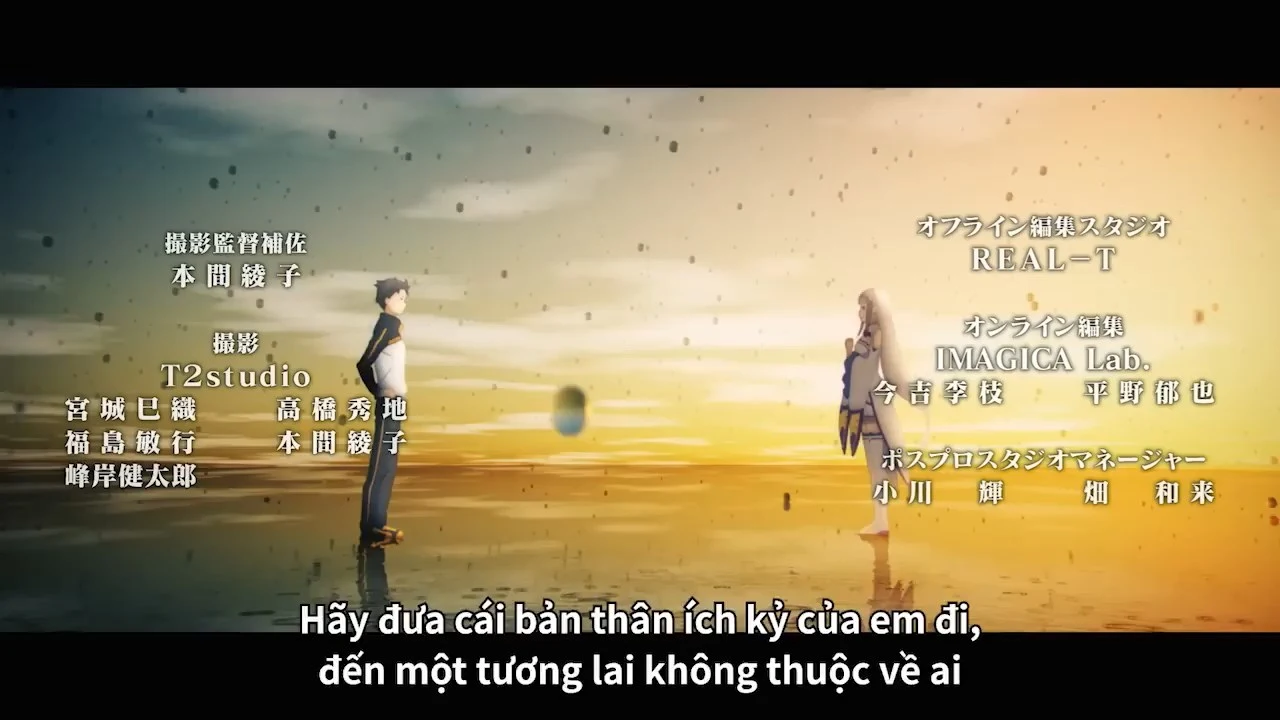 撮影監督補佐
本間綾子
撮影
T2studio
宮城巳織 高橋秀地
福島敏行 本間綾子
峰岸健太郎
オフライン編集スタジオ
REAL-T
オンライン編集
IMAGICA Lab.
今吉季枝 平野郁也
ポスプロスタジオマネージャー
小川 輝 畑 和来
Hãy đưa cái bản thân ích kỷ của em đi,
đến một tương lai không thuộc về ai